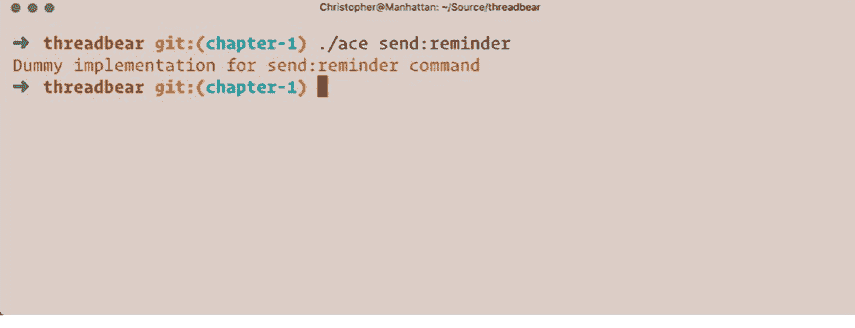 Christopher@Manhattan: ~/Source/threadbear
➜ threadbear git:(chapter-1) ./ace send:reminder
Dummy implementation for send:reminder command
➜ threadbear git:(chapter-1)